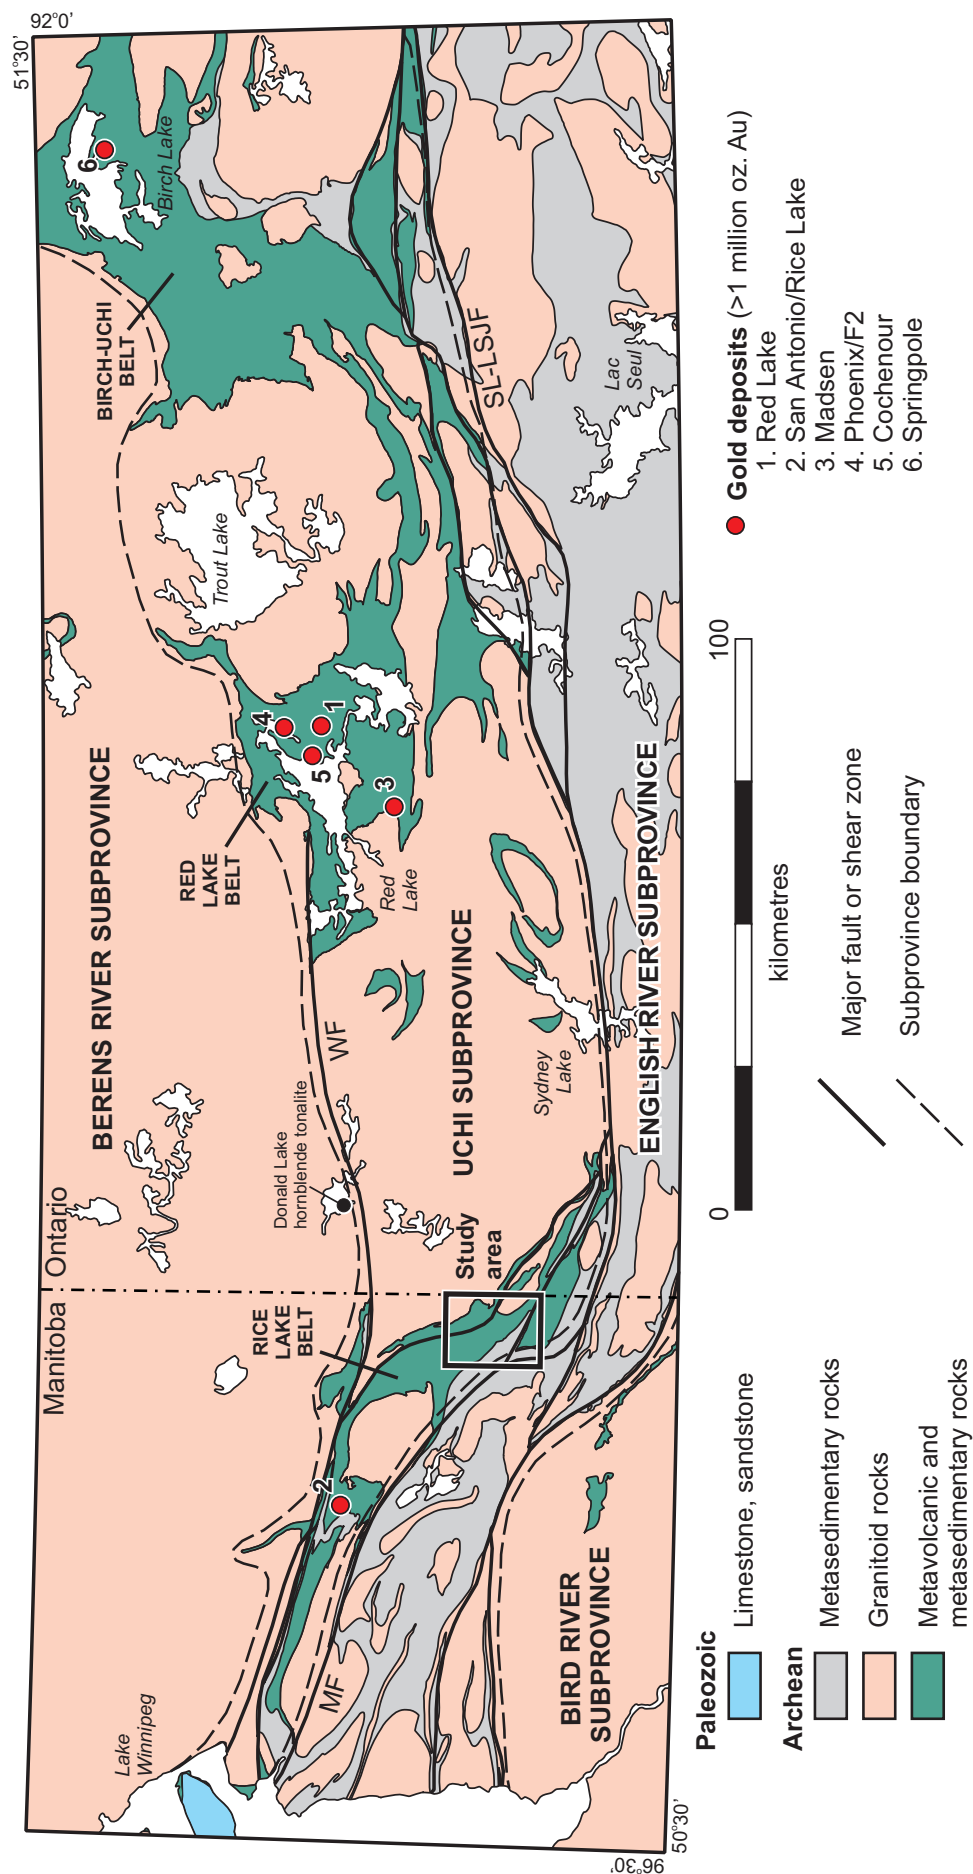 51°30'
92°0'
Manitoba
Ontario
BERENS RIVER SUBPROVINCE
BIRCH-UCHI
BELT
6
Birch Lake
Trout Lake
RED
LAKE
BELT
4
1
5
3
Red
Lake
Lake
Winnipeg
RICE
LAKE
BELT
2
Donald Lake
hornblende tonalite
WF
UCHI SUBPROVINCE
Study
area
Sydney
Lake
SL-LSJF
Lac
Seul
MF
ENGLISH RIVER SUBPROVINCE
BIRD RIVER
SUBPROVINCE
50°30'
96°30'
Paleozoic
Limestone, sandstone
Archean
Metasedimentary rocks
Granitoid rocks
Metavolcanic and
metasedimentary rocks
0
100
kilometres
Major fault or shear zone
Subprovince boundary
Gold deposits (>1 million oz. Au)
1. Red Lake
2. San Antonio/Rice Lake
3. Madsen
4. Phoenix/F2
5. Cochenour
6. Springpole